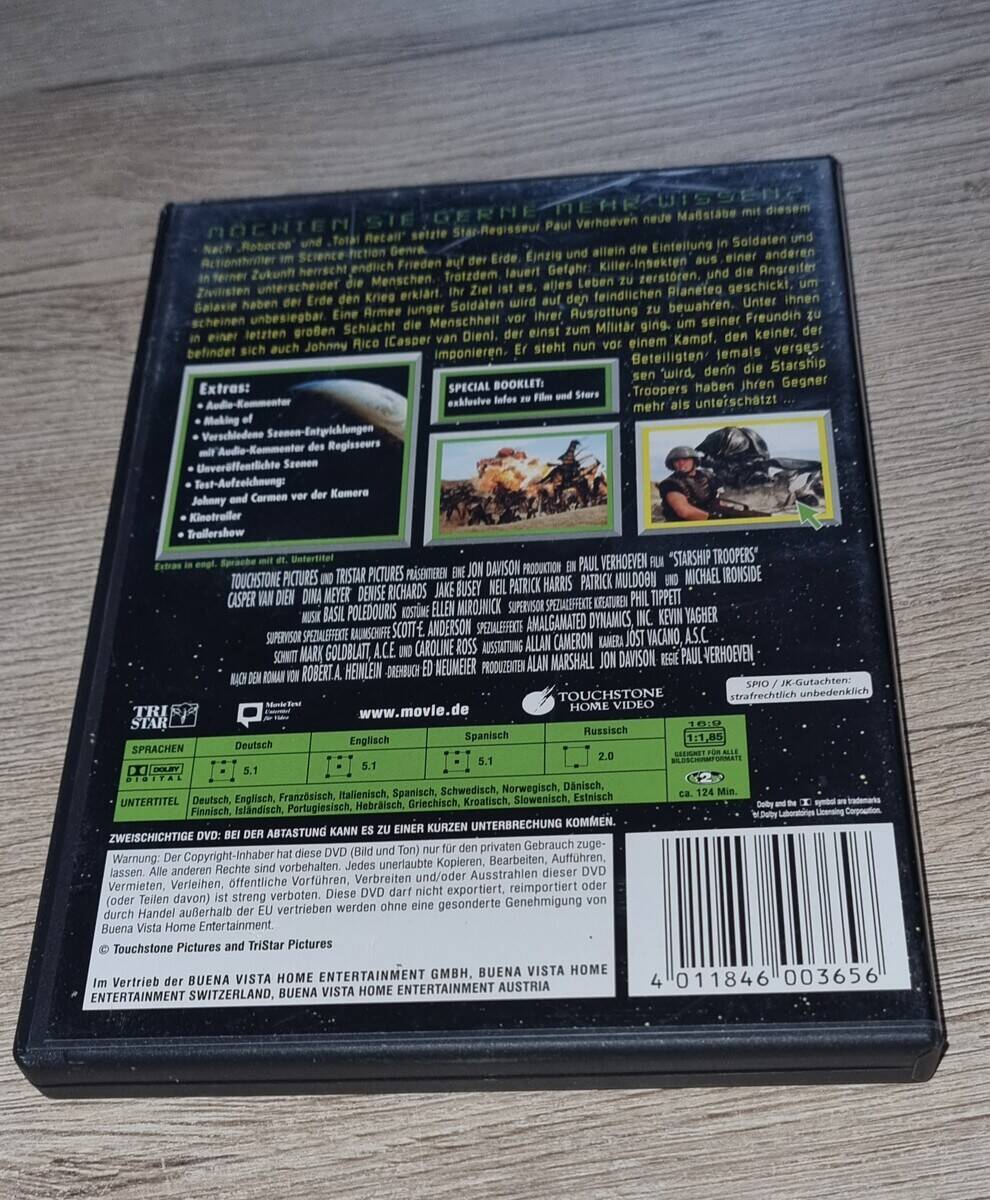 MÖCHTEN SIE GERNE MEHR WISSEN?
Nach „Robocop" und „Total Recall" setzte Star-Regisseur Paul Verhoeven neue Maßstäbe mit diesem
Actionthriller im Science-fiction Genre.
In ferner Zukunft herrscht endlich Frieden auf der Erde. Einzig und allein die Einteilung in Soldaten und
Zivilisten unterscheidet die Menschen. Trotzdem lauert Gefahr: Killer-Insekten aus einer anderen
Galaxie haben der Erde den Krieg erklärt. Ihr Ziel ist es, alles Leben zu zerstören, und die Angreifer
scheinen unbesiegbar. Eine Armee junger Soldaten wird auf den feindlichen Planeten geschickt, um
in einer letzten großen Schlacht die Menschheit vor ihrer Ausrottung zu bewahren. Unter ihnen
befindet sich auch Johnny Rico (Casper van Dien), der einst zum Militär ging, um seiner Freundin zu
imponieren. Er steht nun vor einem Kampf, den keiner der
Beteiligten jemals verges-
sen wird, denn die Starship
Troopers haben ihren Gegner
mehr als unterschätzt ...
Extras:
• Audio-Kommentar
• Making of
• Verschiedene Szenen-Entwicklungen
mit Audio-Kommentar des Regisseurs
• Unveröffentlichte Szenen
• Test-Aufzeichnung:
Johnny and Carmen vor der Kamera
• Kinotrailer
• Trailershow
Extras in engl. Sprache mit dt. Untertitel
SPECIAL BOOKLET:
exklusive Infos zu Film und Stars
TOUCHSTONE PICTURES UND TRISTAR PICTURES PRÄSENTIEREN EINE JON DAVISON PRODUKTION EIN PAUL VERHOEVEN FILM "STARSHIP TROOPERS"
CASPER VAN DIEN DINA MEYER DENISE RICHARDS JAKE BUSEY NEIL PATRICK HARRIS PATRICK MULDOON UND MICHAEL IRONSIDE
MUSIK BASIL POLEDOURIS KOSTÜME ELLEN MIROJNICK SUPERVISOR SPEZIALEFFEKTE KREATUREN PHIL TIPPETT
SUPERVISOR SPEZIALEFFEKTE RAUMSCHIFFE SCOTT E. ANDERSON SPEZIALEFFEKTE AMALGAMATED DYNAMICS, INC. KEVIN YAGHER
SCHNITT MARK GOLDBLATT, A.C.E. UND CAROLINE ROSS AUSSTATTUNG ALLAN CAMERON KAMERA JOST VACANO, A.S.C.
NACH DEM ROMAN VON ROBERT A. HEINLEIN DREHBUCH ED NEUMEIER PRODUZENTEN ALAN MARSHALL JON DAVISON REGIE PAUL VERHOEVEN
TRI
STAR
MovieText
Untertitel
für Video
www.movie.de
TOUCHSTONE
HOME VIDEO
SPIO / JK-Gutachten:
strafrechtlich unbedenklich
SPRACHEN Deutsch Englisch Spanisch Russisch
DOLBY
DIGITAL
5.1 5.1 5.1 2.0
16:9
1:1,85
GEEIGNET FÜR ALLE
BILDSCHIRMFORMATE
2
ca. 124 Min.
UNTERTITEL
Deutsch, Englisch, Französisch, Italienisch, Spanisch, Schwedisch, Norwegisch, Dänisch,
Finnisch, Isländisch, Portugiesisch, Hebräisch, Griechisch, Kroatisch, Slowenisch, Estnisch
Dolby and the symbol are trademarks
of Dolby Laboratories Licensing Corporation.
ZWEISCHICHTIGE DVD: BEI DER ABTASTUNG KANN ES ZU EINER KURZEN UNTERBRECHUNG KOMMEN.
Warnung: Der Copyright-Inhaber hat diese DVD (Bild und Ton) nur für den privaten Gebrauch zuge-
lassen. Alle anderen Rechte sind vorbehalten. Jedes unerlaubte Kopieren, Bearbeiten, Aufführen,
Vermieten, Verleihen, öffentliche Vorführen, Verbreiten und/oder Ausstrahlen dieser DVD
(oder Teilen davon) ist streng verboten. Diese DVD darf nicht exportiert, reimportiert oder
durch Handel außerhalb der EU vertrieben werden ohne eine gesonderte Genehmigung von
Buena Vista Home Entertainment.
© Touchstone Pictures and TriStar Pictures
Im Vertrieb der BUENA VISTA HOME ENTERTAINMENT GMBH, BUENA VISTA HOME
ENTERTAINMENT SWITZERLAND, BUENA VISTA HOME ENTERTAINMENT AUSTRIA
4 011846 003656